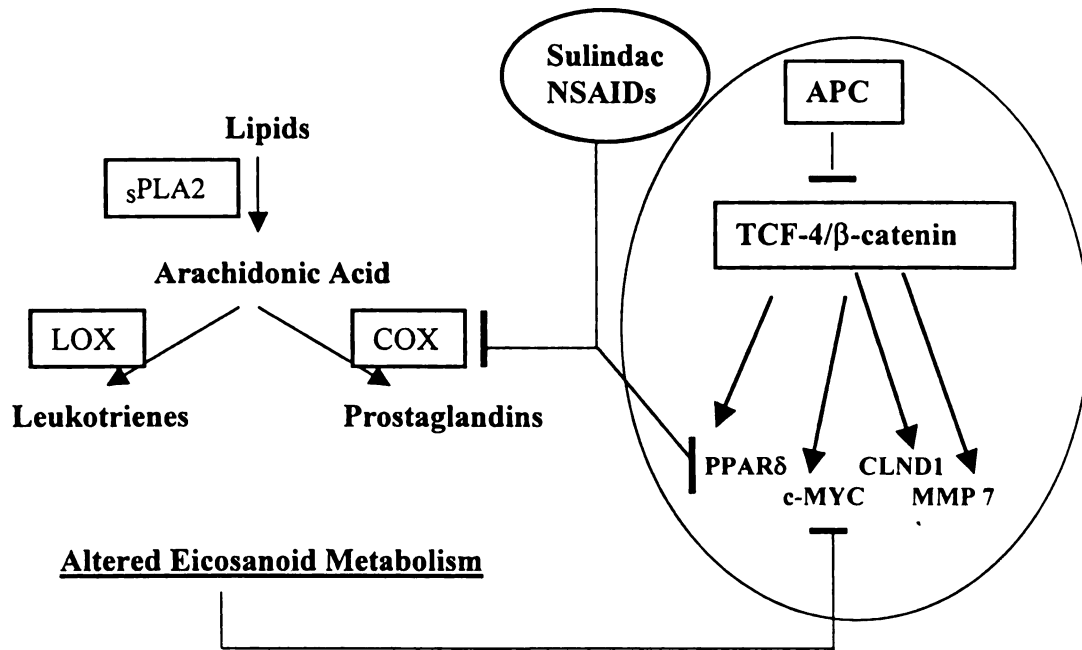 Sulindac
NSAIDs
APC
Lipids
sPLA2
TCF-4/β-catenin
Arachidonic Acid
LOX
COX
Leukotrienes
Prostaglandins
PPARδ
CLND1
c-MYC
MMP 7
Altered Eicosanoid Metabolism